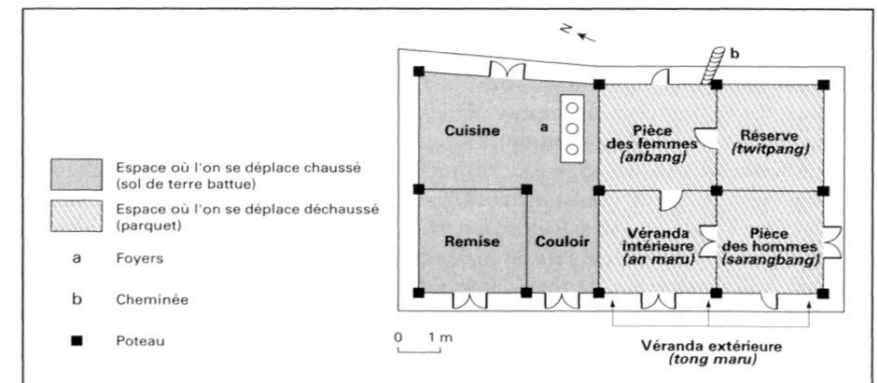 Espace où l'on se déplace chaussé
(sol de terre battue)
Espace où l'on se déplace déchaussé
(parquet)
a Foyers
b Cheminée
Poteau
N
b
Cuisine
a
Pièce
des femmes
(anbang)
Réserve
(twitpang)
Remise
Couloir
Véranda
intérieure
(an maru)
Pièce
des hommes
(sarangbang)
0 1 m
Véranda extérieure
(tong maru)